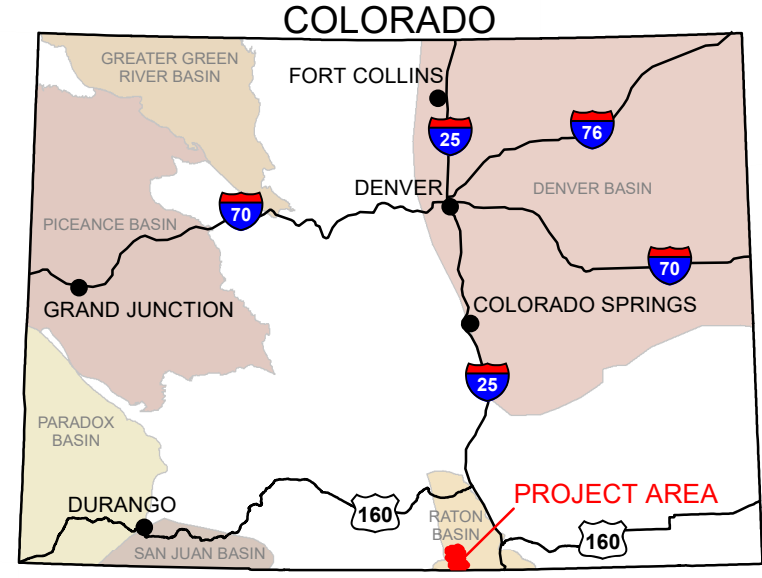 COLORADO
GREATER GREEN
RIVER BASIN
FORT COLLINS
25
76
DENVER
DENVER BASIN
70
PICEANCE BASIN
70
GRAND JUNCTION
COLORADO SPRINGS
25
PARADOX
BASIN
DURANGO
160
RATON
BASIN
PROJECT AREA
160
SAN JUAN BASIN